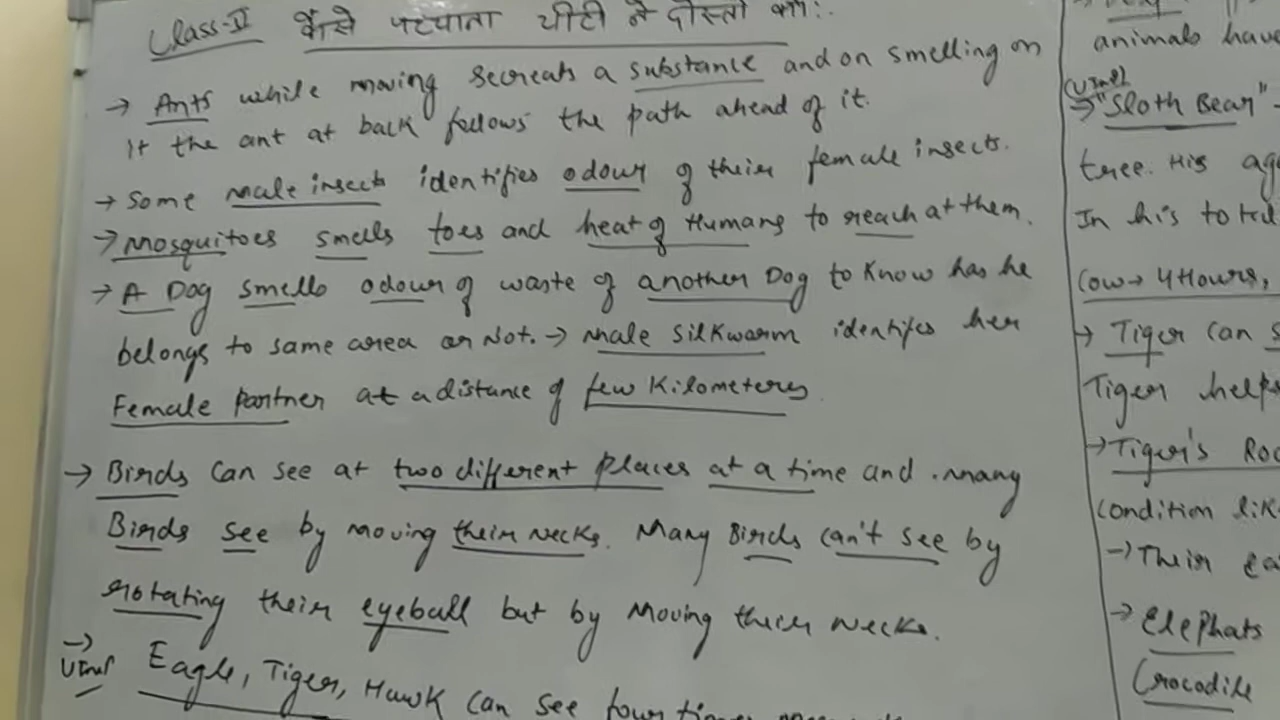 Class-V कैसे पहचाना चीटी ने दोस्तो को:-
→ Ants while moving secreats a substance and on smelling on
it the ant at back follows the path ahead of it.
→ Some male insects identifies odour of their female insects.
→ Mosquitoes smells toes and heat of Humans to reach at them.
→ A Dog smells odour of waste of another Dog to know has he
belongs to same area or Not. → male silkwarm identifes her
Female partner at a distance of few Kilometers.
→ Birds can see at two different places at a time and many
Birds see by moving their necks. Many Birds can't see by
rotating their eyeball but by Moving their necks.
→ Eagle, Tiger, Hawk can see four times
animals have
→ "Sloth Bear" -
tree. His
In his to
Cow → 4 Hours,
→ Tiger can
Tiger
→ Tiger's
condition
→ Their
→ Elephats
Crocodile